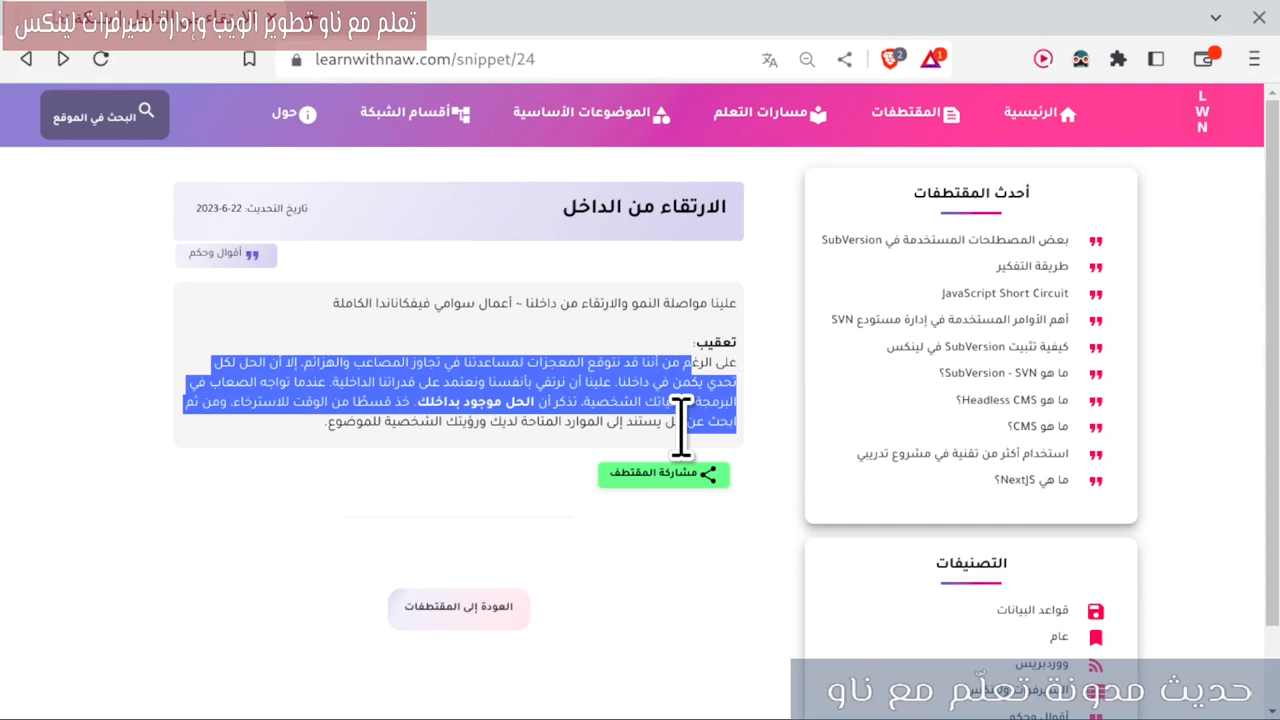 تعلم مع ناو تطوير الويب وإدارة سيرفرات لينكس
learnwithnaw.com/snippet/24
2
1
L
W
N
الرئيسية
المقتطفات
مسارات التعلم
الموضوعات الأساسية
أقسام الشبكة
حول
البحث في الموقع
أحدث المقتطفات
بعض المصطلحات المستخدمة في SubVersion
طريقة التفكير
JavaScript Short Circuit
أهم الأوامر المستخدمة في إدارة مستودع SVN
كيفية تثبيت SubVersion في لينكس
ما هو SubVersion - SVN؟
ما هو Headless CMS؟
ما هو CMS؟
استخدام أكثر من تقنية في مشروع تدريبي
ما هي NextJS؟
التصنيفات
قواعد البيانات
عام
ووردبريس
أقوال وحكم
الارتقاء من الداخل
تاريخ التحديث: 22-6-2023
أقوال وحكم
علينا مواصلة النمو والارتقاء من داخلنا ~ أعمال سوامي فيفكاناندا الكاملة
تعقيب:
على الرغم من أننا قد نتوقع المعجزات لمساعدتنا في تجاوز المصاعب والهزائم، إلا أن الحل لكل
تحدي يكمن في داخلنا. علينا أن نرتقي بأنفسنا ونعتمد على قدراتنا الداخلية. عندما تواجه الصعاب في
البرمجة الشخصية، تذكر أن الحل موجود بداخلك. خذ قسطًا من الوقت للاسترخاء، ومن ثم
ابحث عن يستند إلى الموارد المتاحة لديك ورؤيتك الشخصية للموضوع.
مشاركة المقتطف
العودة إلى المقتطفات
حديث مدونة تعلّم مع ناو